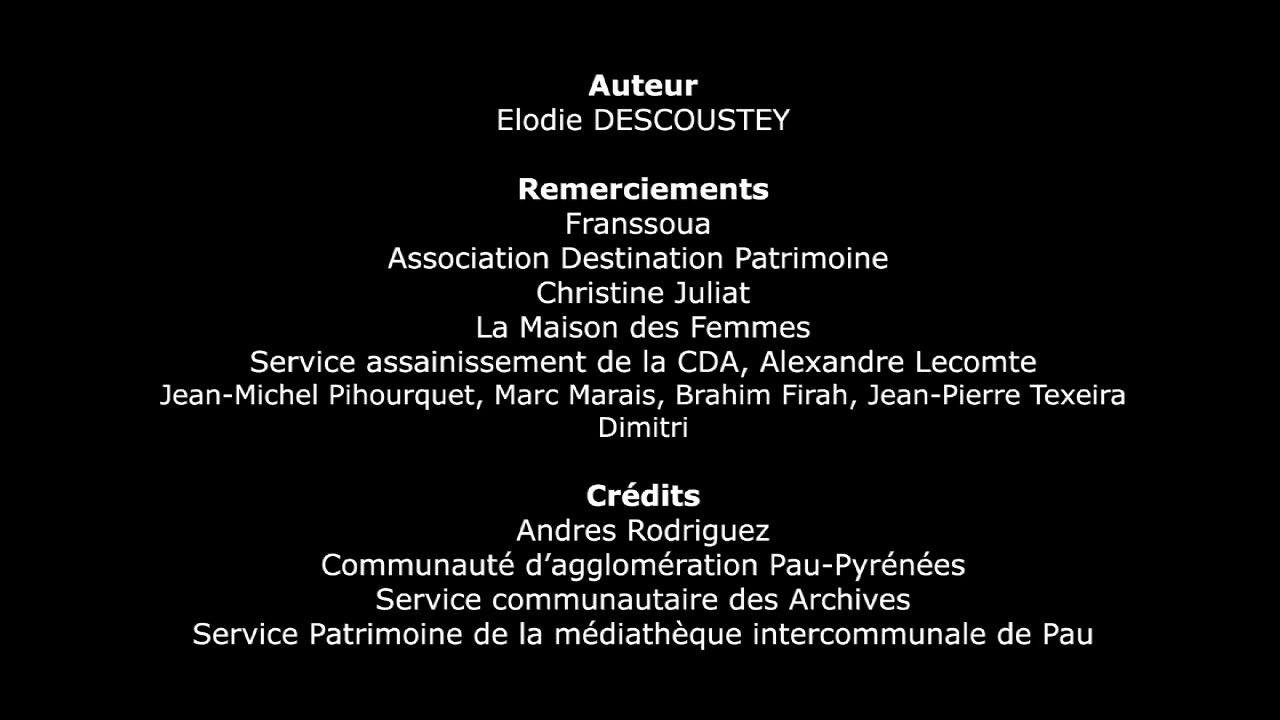 Auteur
Elodie DESCOUSTEY
Remerciements
Franssoua
Association Destination Patrimoine
Christine Juliat
La Maison des Femmes
Service assainissement de la CDA, Alexandre Lecomte
Jean-Michel Pihourquet, Marc Marais, Brahim Firah, Jean-Pierre Texeira
Dimitri
Crédits
Andres Rodriguez
Communauté d’agglomération Pau-Pyrénées
Service communautaire des Archives
Service Patrimoine de la médiathèque intercommunale de Pau